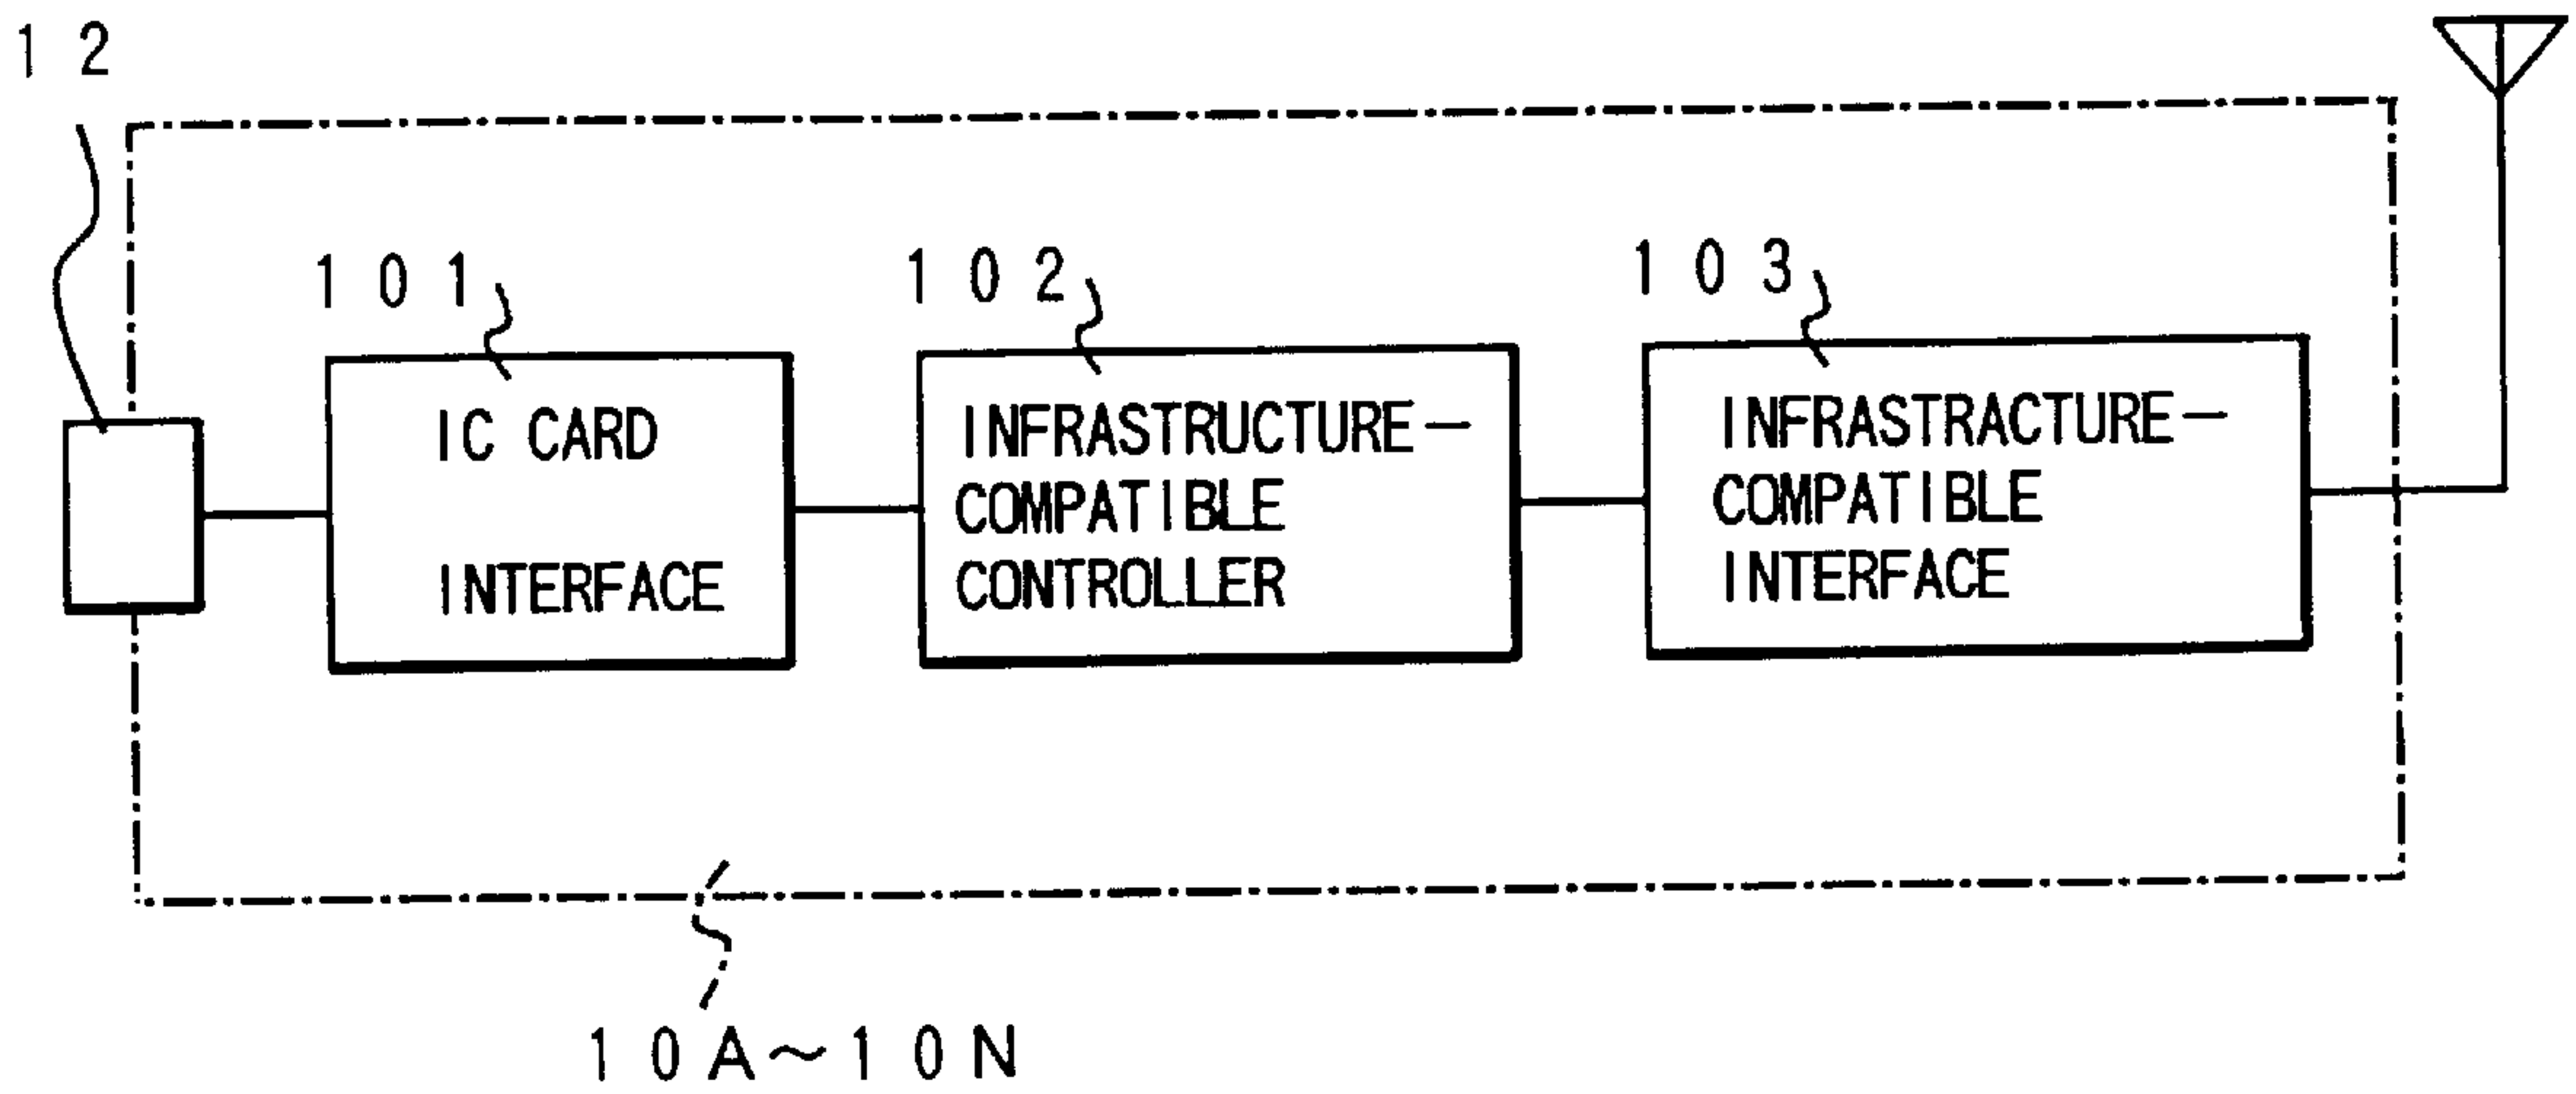 12
101
102
103
IC CARD
INTERFACE
INFRASTRUCTURE-
COMPATIBLE
CONTROLLER
INFRASTRACTURE-
COMPATIBLE
INTERFACE
10A~10N